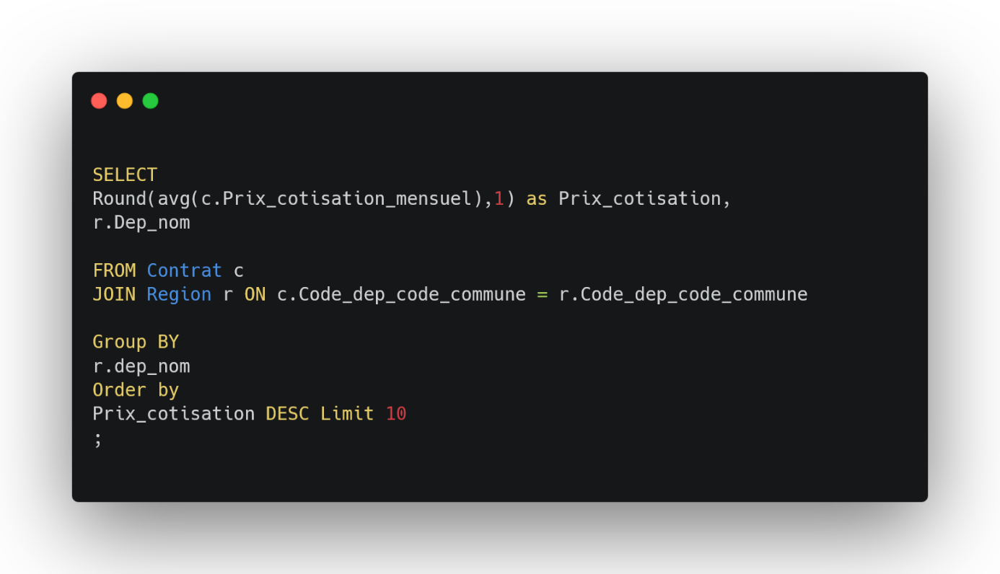 SELECT
Round(avg(c.Prix_cotisation_mensuel),1) as Prix_cotisation,
r.Dep_nom
FROM Contrat c
JOIN Region r ON c.Code_dep_code_commune = r.Code_dep_code_commune
Group BY
r.dep_nom
Order by
Prix_cotisation DESC Limit 10
;